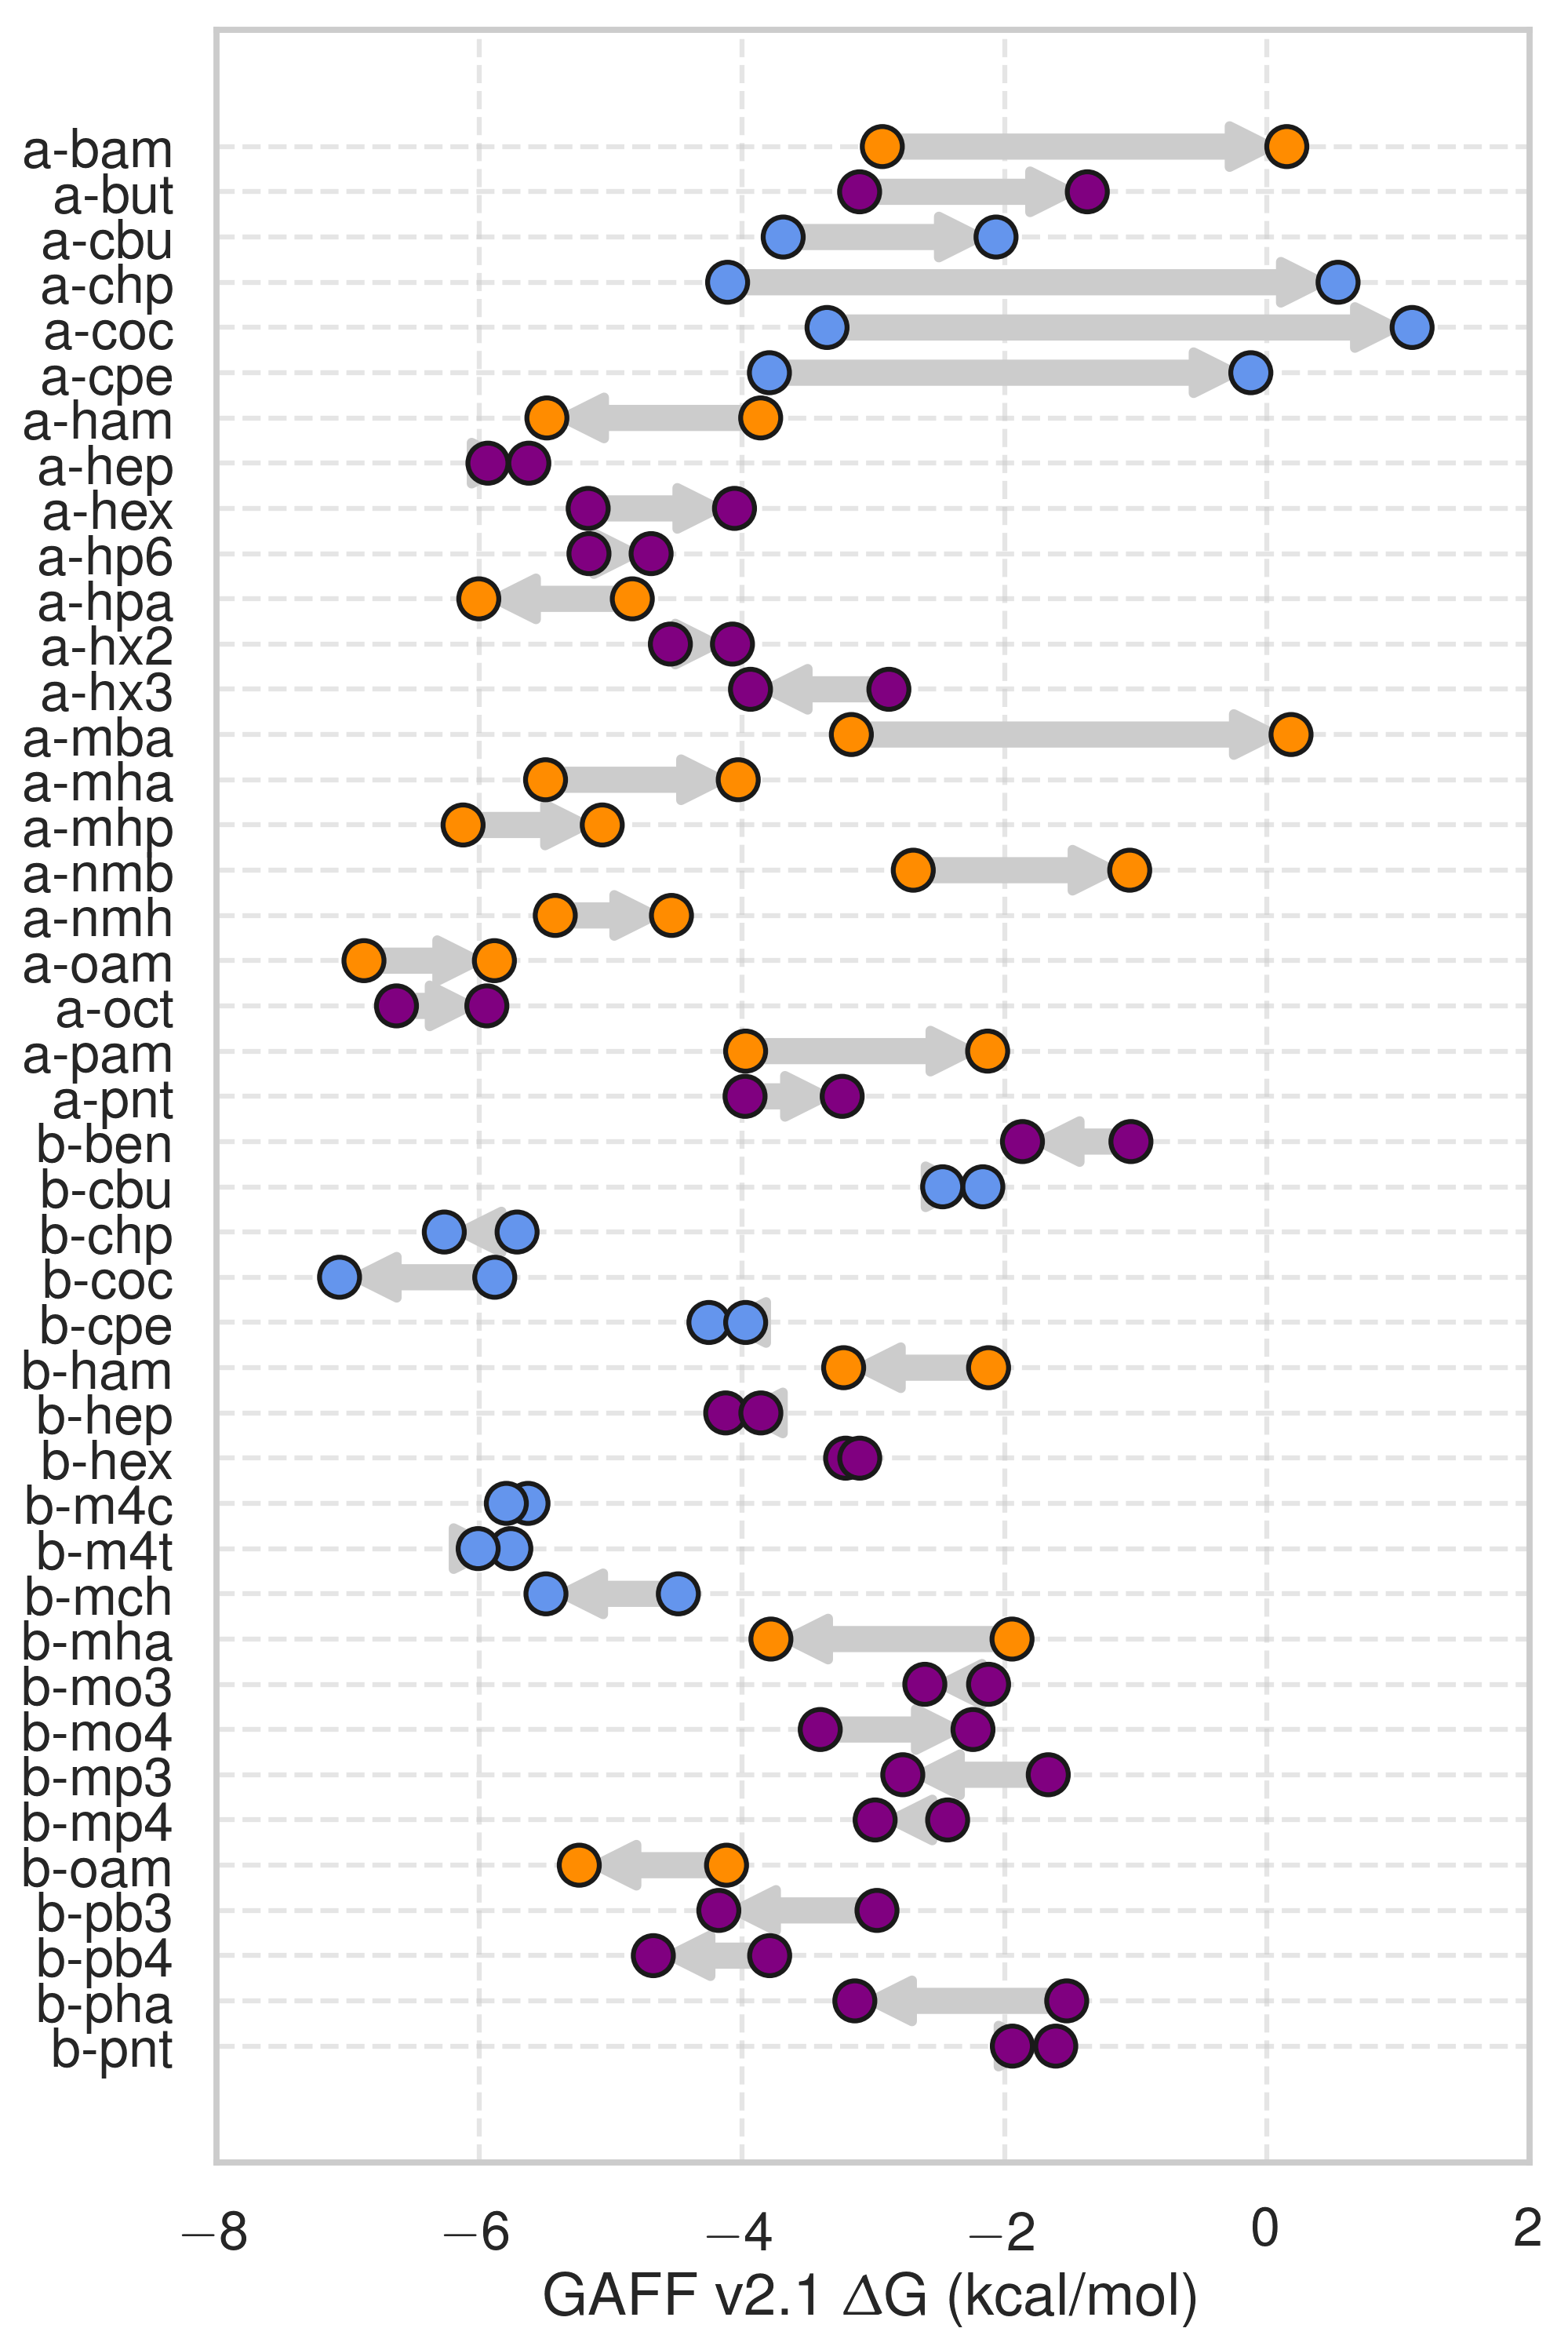 a-bam
a-but
a-cbu
a-chp
a-coc
a-cpe
a-ham
a-hep
a-hex
a-hp6
a-hpa
a-hx2
a-hx3
a-mba
a-mha
a-mhp
a-nmb
a-nmh
a-oam
a-oct
a-pam
a-pnt
b-ben
b-cbu
b-chp
b-coc
b-cpe
b-ham
b-hep
b-hex
b-m4c
b-m4t
b-mch
b-mha
b-mo3
b-mo4
b-mp3
b-mp4
b-oam
b-pb3
b-pb4
b-pha
b-pnt
−8 −6 −4 −2 0 2
GAFF v2.1 ΔG (kcal/mol)